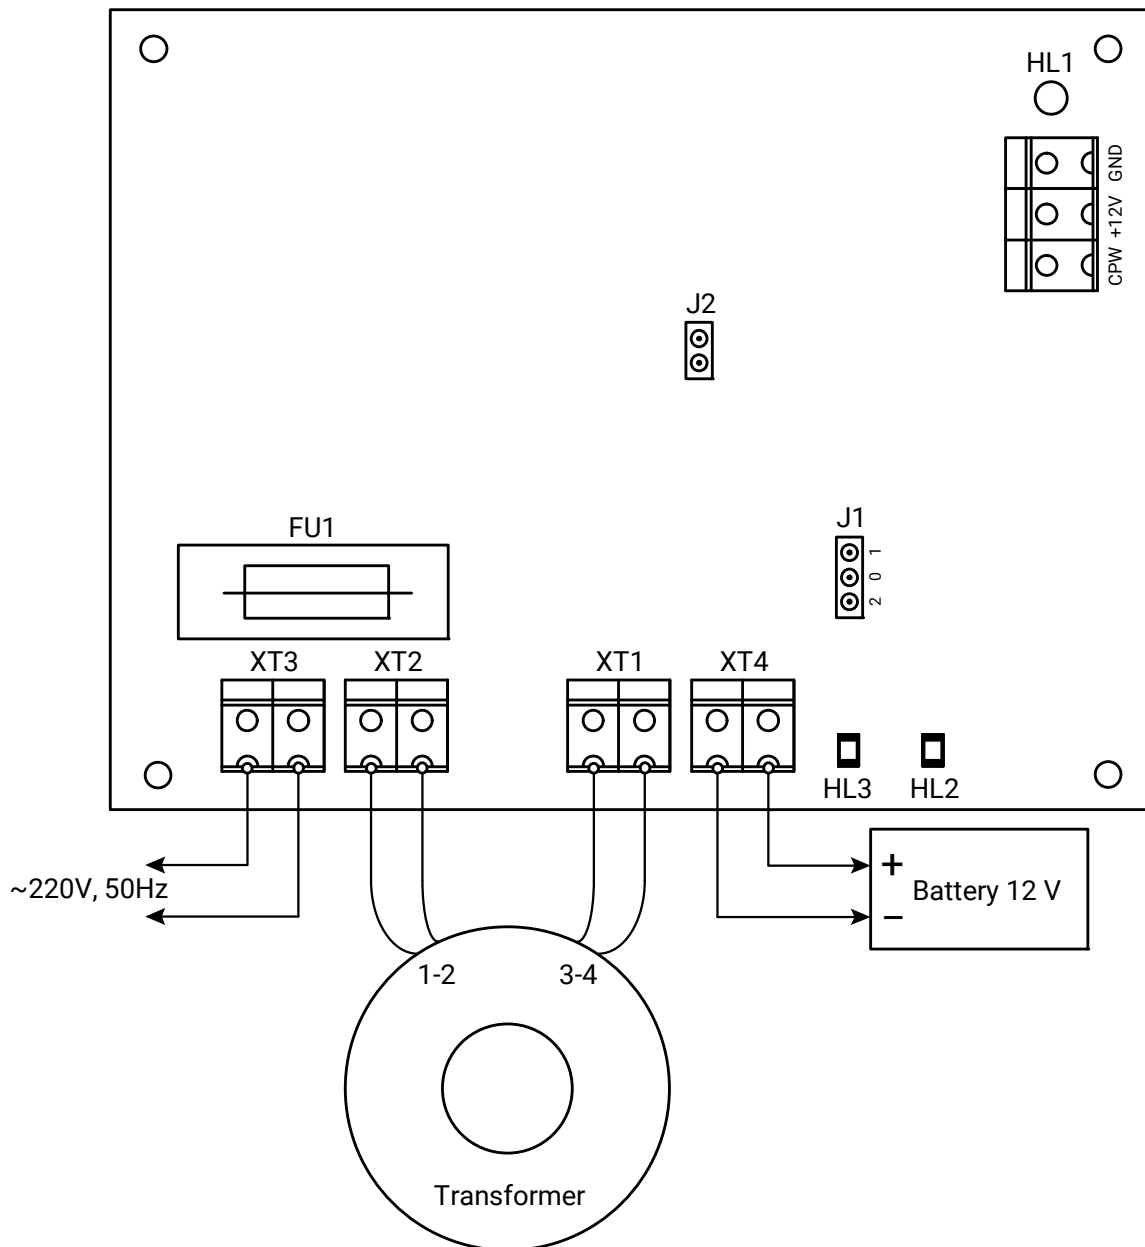 HL1
GND
+12V
CPW
J2
J1
1
0
2
FU1
XT3
XT2
XT1
XT4
HL3
HL2
~220V, 50Hz
+
Battery 12 V
−
1-2
3-4
Transformer